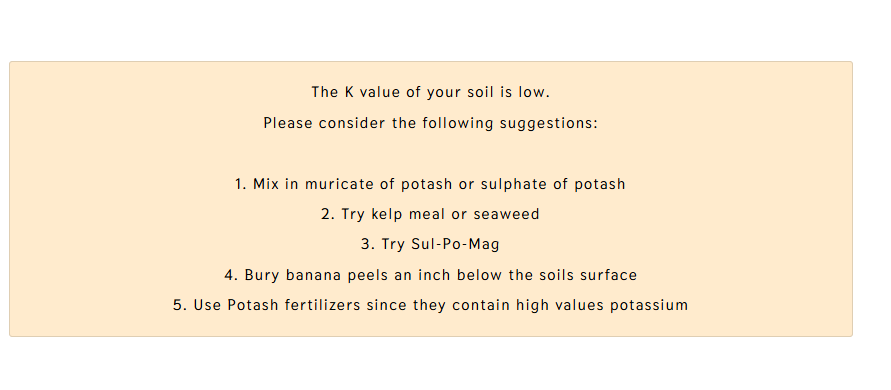 The K value of your soil is low.
Please consider the following suggestions:
1. Mix in muricate of potash or sulphate of potash
2. Try kelp meal or seaweed
3. Try Sul-Po-Mag
4. Bury banana peels an inch below the soils surface
5. Use Potash fertilizers since they contain high values potassium